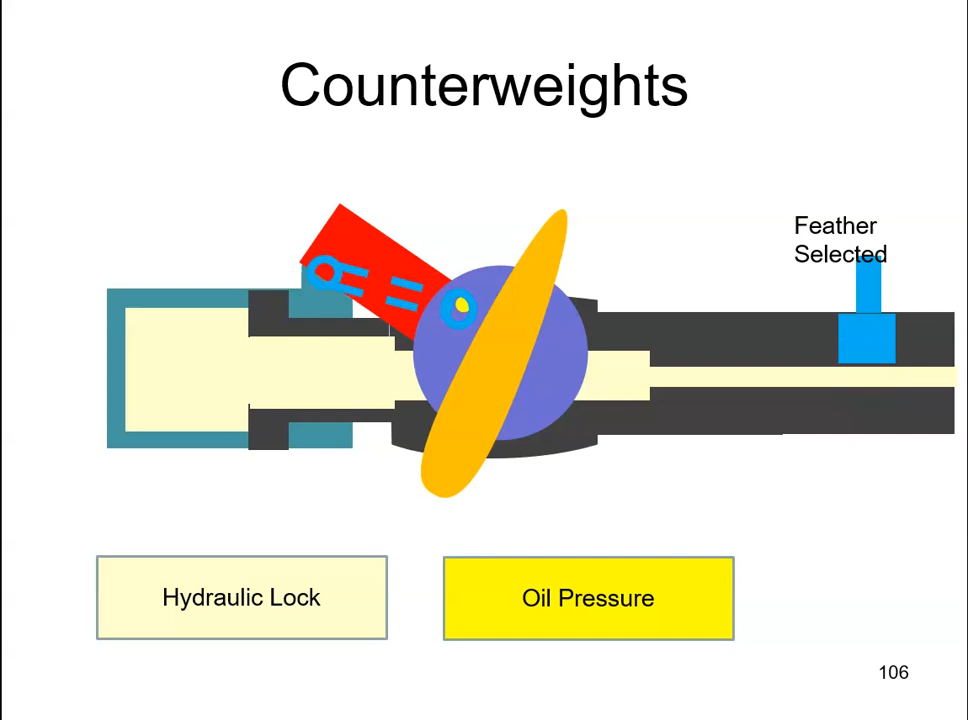 Counterweights
Feather
Selected
Hydraulic Lock
Oil Pressure
106